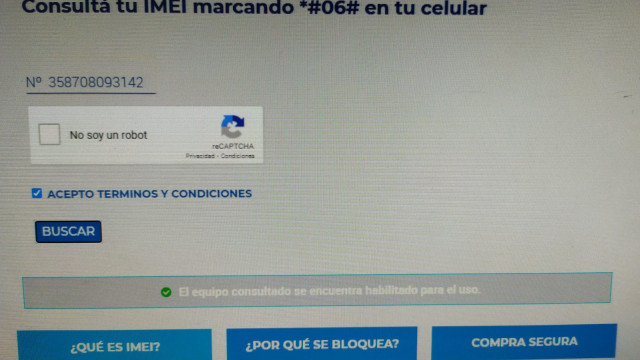 Consultá tu IMEI marcando *#06# en tu celular
Nº 358708093142
No soy un robot
reCAPTCHA
Privacidad - Condiciones
ACEPTO TERMINOS Y CONDICIONES
BUSCAR
El equipo consultado se encuentra habilitado para el uso.
¿QUÉ ES IMEI?
¿POR QUÉ SE BLOQUEA?
COMPRA SEGURA